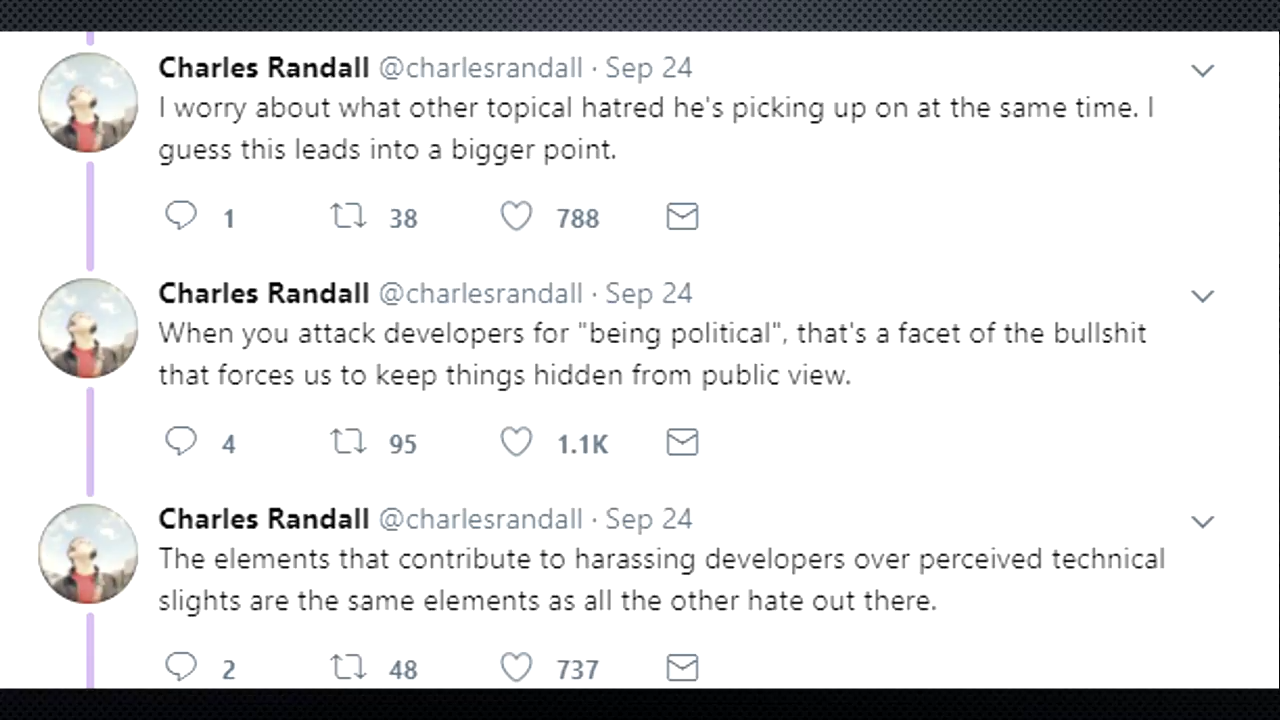 Charles Randall @charlesrandall · Sep 24
I worry about what other topical hatred he's picking up on at the same time. I
guess this leads into a bigger point.
1 38 788
Charles Randall @charlesrandall · Sep 24
When you attack developers for "being political", that's a facet of the bullshit
that forces us to keep things hidden from public view.
4 95 1.1K
Charles Randall @charlesrandall · Sep 24
The elements that contribute to harassing developers over perceived technical
slights are the same elements as all the other hate out there.
2 48 737